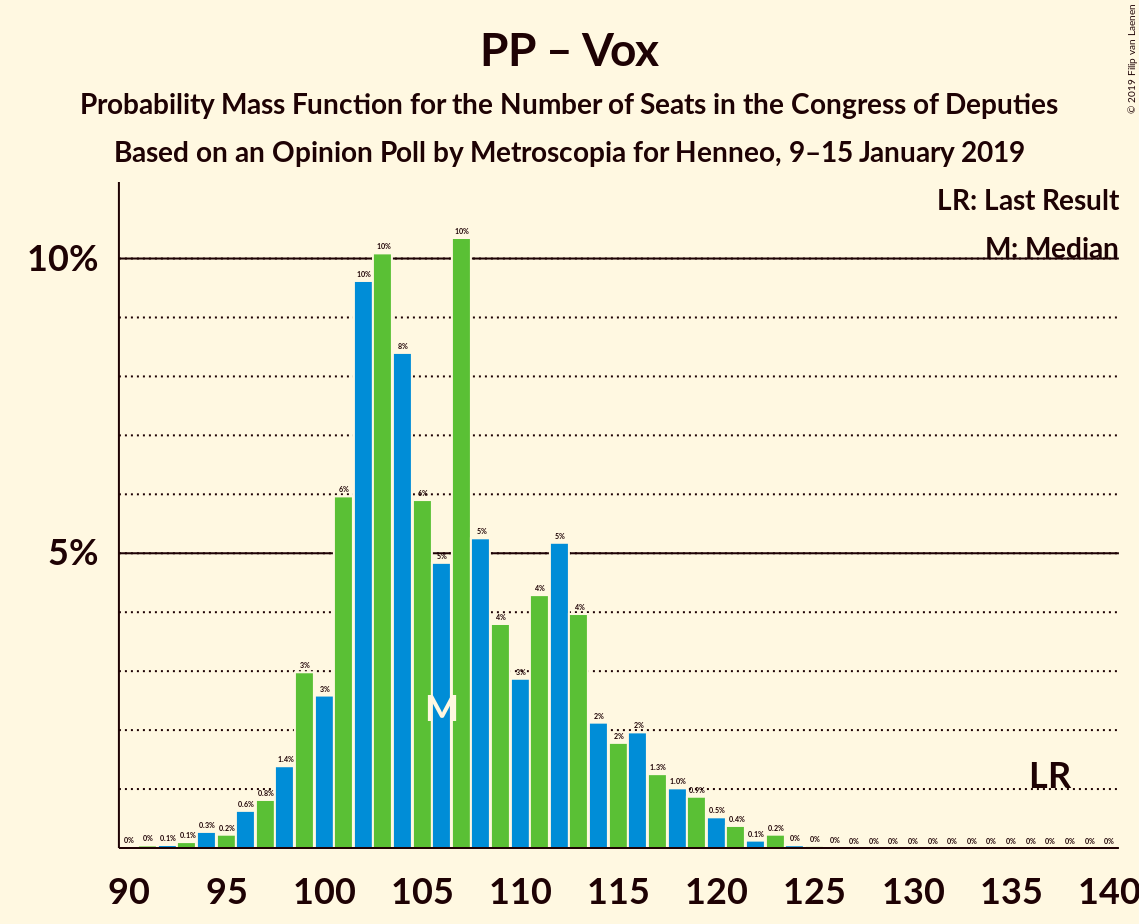 PP – Vox
Probability Mass Function for the Number of Seats in the Congress of Deputies
Based on an Opinion Poll by Metroscopia for Henneo, 9–15 January 2019
© 2019 Filip van Laenen
LR: Last Result
M: Median
10%
5%
0% 0% 0.1% 0.1% 0.3% 0.2% 0.6% 0.8% 1.4% 3% 3% 6% 10% 10% 8% 6% 5% 10% 5% 4% 3% 4% 5% 4% 2% 2% 2% 1.3% 1.0% 0.9% 0.5% 0.4% 0.1% 0.2% 0% 0% 0% 0% 0% 0% 0% 0% 0% 0% 0% 0% 0% 0% 0% 0% 0%
M
LR
90 95 100 105 110 115 120 125 130 135 140